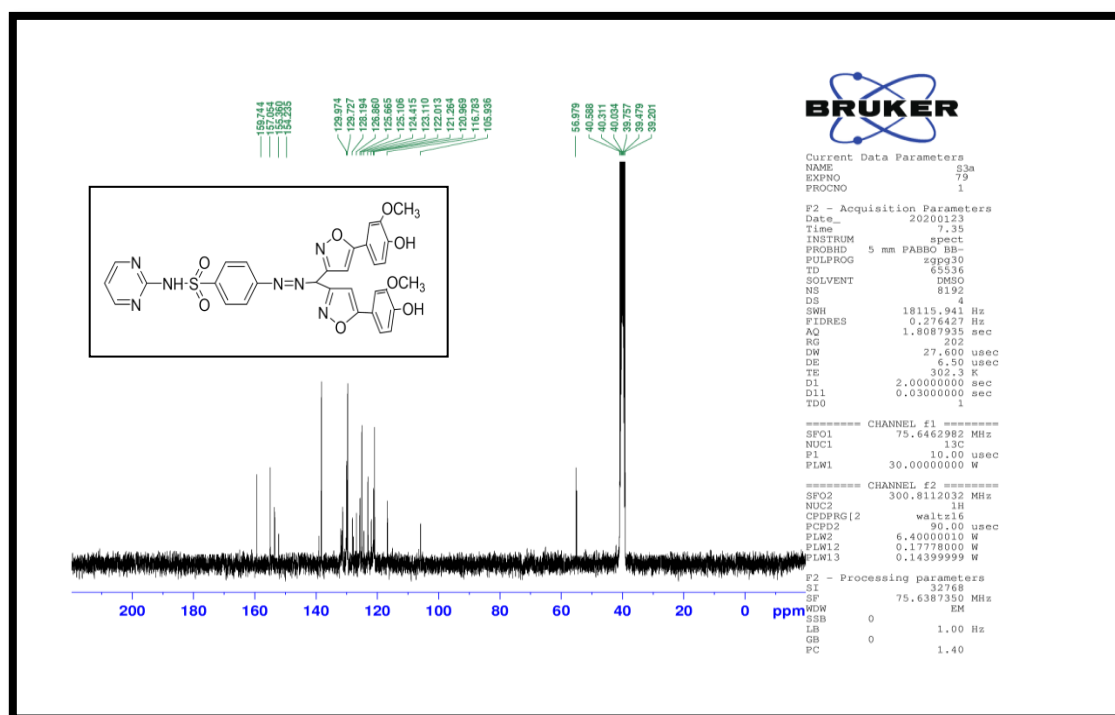 159.744
157.054
155.360
154.235
129.974
129.727
128.194
126.860
125.665
125.106
124.415
123.110
122.013
121.264
120.969
116.783
105.936
56.979
40.588
40.311
40.034
39.757
39.479
39.201
BRUKER
OCH3
OH
N
O
N
O
N
NH
S
N=N
N
O
O
N
O
OCH3
OH
200 180 160 140 120 100 80 60 40 20 0 ppm
Current Data Parameters
NAME S3a
EXPNO 79
PROCNO 1
F2 - Acquisition Parameters
Date_ 20200123
Time 7.35
INSTRUM spect
PROBHD 5 mm PABBO BB-
PULPROG zgpg30
TD 65536
SOLVENT DMSO
NS 8192
DS 4
SWH 18115.941 Hz
FIDRES 0.276427 Hz
AQ 1.8087935 sec
RG 202
DW 27.600 usec
DE 6.50 usec
TE 302.3 K
D1 2.00000000 sec
D11 0.03000000 sec
TD0 1
======== CHANNEL f1 ========
SFO1 75.6462982 MHz
NUC1 13C
P1 10.00 usec
PLW1 30.00000000 W
======== CHANNEL f2 ========
SFO2 300.8112032 MHz
NUC2 1H
CPDPRG[2 waltz16
PCPD2 90.00 usec
PLW2 6.40000010 W
PLW12 0.17778000 W
PLW13 0.14399999 W
F2 - Processing parameters
SI 32768
SF 75.6387350 MHz
WDW EM
SSB 0
LB 1.00 Hz
GB 0
PC 1.40